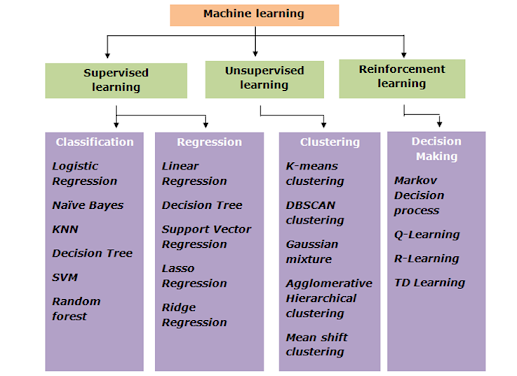 Machine learning
Supervised
learning
Unsupervised
learning
Reinforcement
learning
Classification
Logistic
Regression
Naïve Bayes
KNN
Decision Tree
SVM
Random
forest
Regression
Linear
Regression
Decision Tree
Support Vector
Regression
Lasso
Regression
Ridge
Regression
Clustering
K-means
clustering
DBSCAN
clustering
Gaussian
mixture
Agglomerative
Hierarchical
clustering
Mean shift
clustering
Decision
Making
Markov
Decision
process
Q-Learning
R-Learning
TD Learning